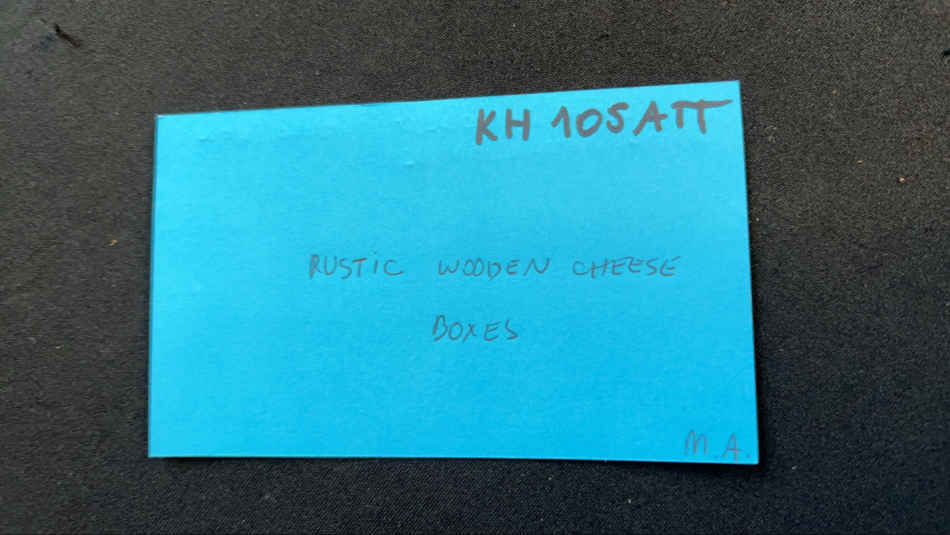 KH 105ATT
RUSTIC WOODEN CHEESE
BOXES
M.A.